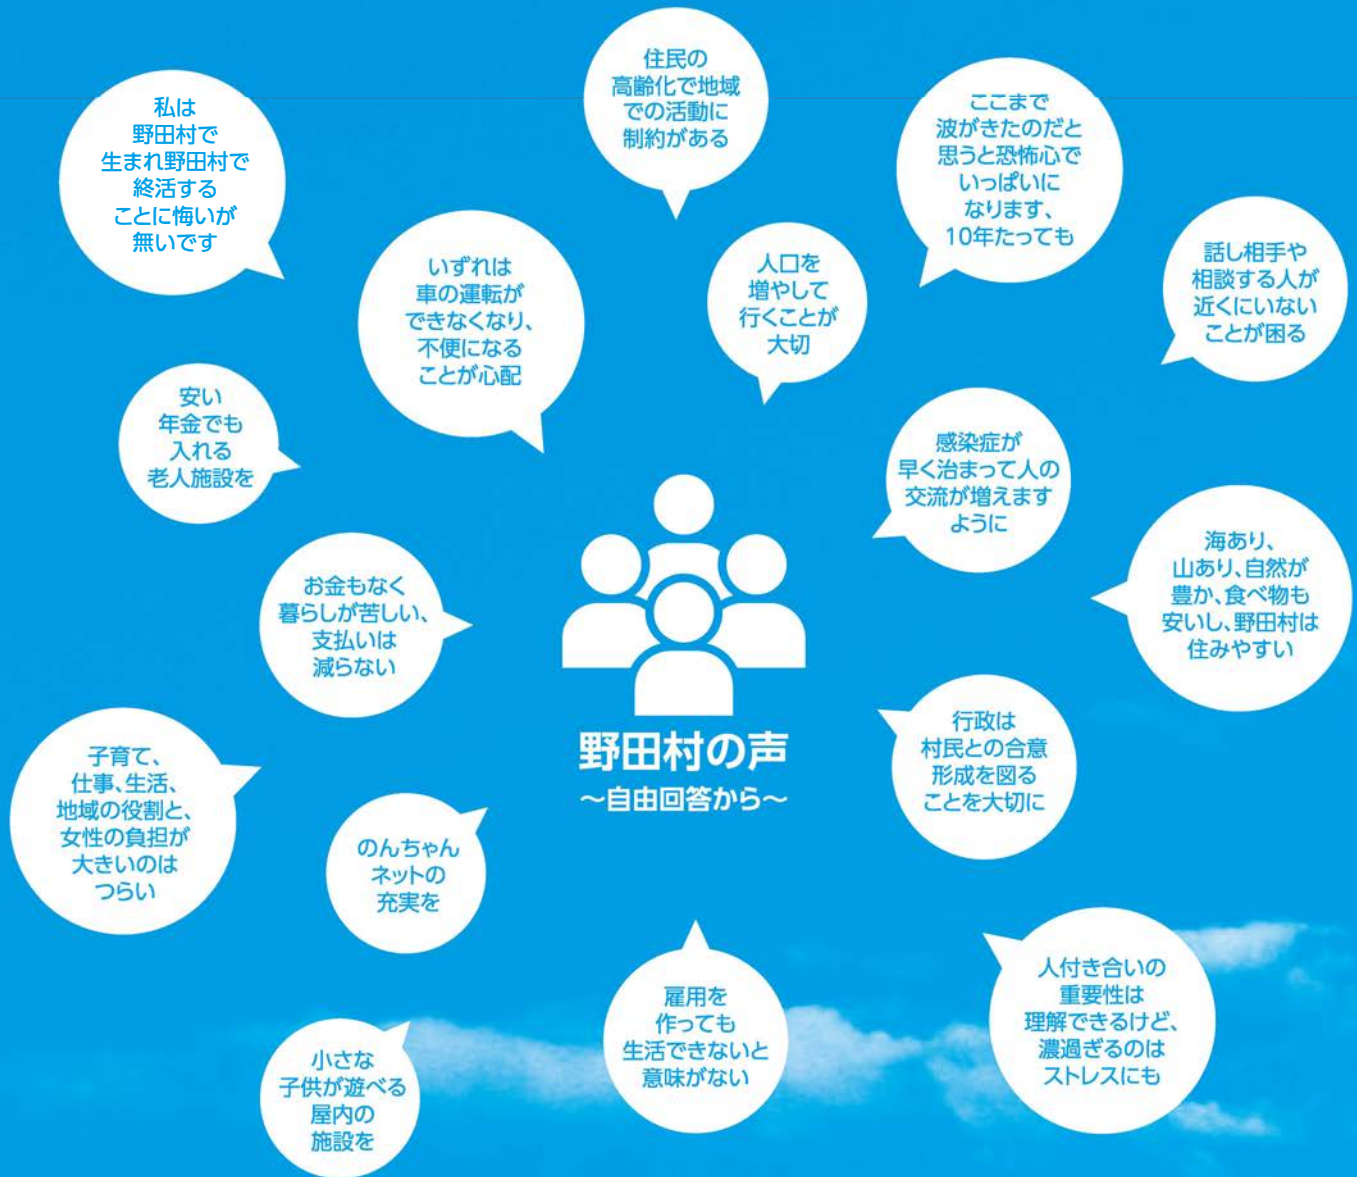 住民の
高齢化で地域
での活動に
制約がある
私は
野田村で
生まれ野田村で
終活する
ことに悔いが
無いです
ここまで
波がきたのだと
思うと恐怖心で
いっぱいに
なります、
10年たっても
いずれは
車の運転が
できなくなり、
不便になる
ことが心配
人口を
増やして
行くことが
大切
話し相手や
相談する人が
近くにいない
ことが困る
安い
年金でも
入れる
老人施設を
感染症が
早く治まって人の
交流が増えます
ように
海あり、
山あり、自然が
豊か、食べ物も
安いし、野田村は
住みやすい
お金もなく
暮らしが苦しい、
支払いは
減らない
野田村の声
～自由回答から～
行政は
村民との合意
形成を図る
ことを大切に
子育て、
仕事、生活、
地域の役割と、
女性の負担が
大きいのは
つらい
のんちゃん
ネットの
充実を
雇用を
作っても
生活できないと
意味がない
人付き合いの
重要性は
理解できるけど、
濃過ぎるのは
ストレスにも
小さな
子供が遊べる
屋内の
施設を